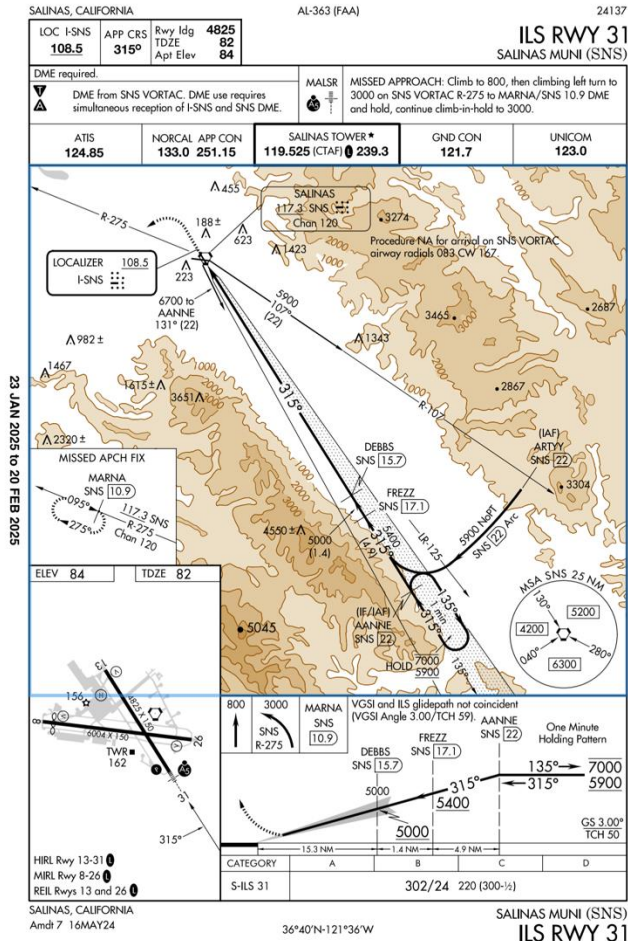 SALINAS, CALIFORNIA
AL-363 (FAA)
24137
LOC I-SNS
108.5
APP CRS
315°
Rwy ldg 4825
TDZE 82
Apt Elev 84
ILS RWY 31
SALINAS MUNI (SNS)
DME required.
T
A
DME from SNS VORTAC. DME use requires
simultaneous reception of I-SNS and SNS DME.
MALSR
A5
MISSED APPROACH: Climb to 800, then climbing left turn to
3000 on SNS VORTAC R-275 to MARNA/SNS 10.9 DME
and hold, continue climb-in-hold to 3000.
ATIS
124.85
NORCAL APP CON
133.0 251.15
SALINAS TOWER★
119.525 (CTAF) L 239.3
GND CON
121.7
UNICOM
123.0
455
SALINAS
117.3 SNS
Chan 120
R-275
188±
623
3274
1423
Procedure NA for arrival on SNS VORTAC
airway radials 083 CW 167.
LOCALIZER 108.5
I-SNS
223
6700 to
AANNE
131° (22)
5900
107°
(22)
2687
3465
1000
2000
3000
982±
1343
1467
1615±
3651
315°
2867
R-107
2320±
DEBBS
SNS 15.7
(IAF)
ARTYY
SNS 22
3304
MISSED APCH FIX
MARNA
SNS 10.9
095°
275°
117.3 SNS
R-275
Chan 120
FREZZ
SNS 17.1
4550±
5000
(1.4)
5400
(4.9)
315°
LR-125
5900 NoPT
SNS 22 Arc
ELEV 84
TDZE 82
(IF/IAF)
AANNE
SNS 22
135°
315°
1 min
HOLD 7000
5900
135°
5045
MSA SNS 25 NM
130°
5200
4200
040°
280°
6300
23 JAN 2025 to 20 FEB 2025
13
156
8
4825 X 150
6004 X 150
26
TWR
162
31
A5
315°
HIRL Rwy 13-31 L
MIRL Rwy 8-26 L
REIL Rwys 13 and 26 L
800
3000
SNS
R-275
MARNA
SNS
10.9
VGSI and ILS glidepath not coincident
(VGSI Angle 3.00/TCH 59).
DEBBS
SNS 15.7
FREZZ
SNS 17.1
AANNE
SNS 22
One Minute
Holding Pattern
135° 7000
315° 5900
5000
315°
5400
5000
GS 3.00°
TCH 50
15.3 NM
1.4 NM
4.9 NM
CATEGORY
A
B
C
D
S-ILS 31
302/24 220 (300-½)
SALINAS, CALIFORNIA
Amdt 7 16MAY24
36°40'N-121°36'W
SALINAS MUNI (SNS)
ILS RWY 31